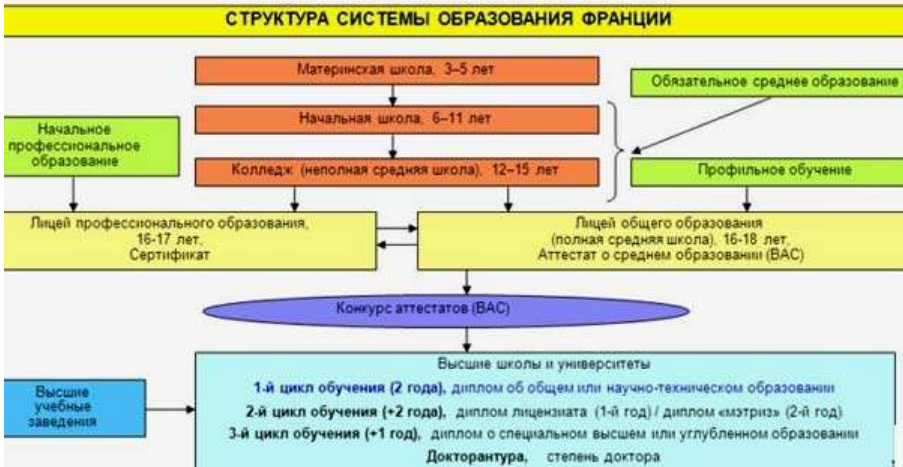 СТРУКТУРА СИСТЕМЫ ОБРАЗОВАНИЯ ФРАНЦИИ
Материнская школа, 3–5 лет
Обязательное среднее образование
Начальная школа, 6–11 лет
Начальное
профессиональное
образование
Колледж (неполная средняя школа), 12–15 лет
Профильное обучение
Лицей профессионального образования,
16-17 лет,
Сертификат
Лицей общего образования
(полная средняя школа), 16-18 лет,
Аттестат о среднем образовании (BAC)
Конкурс аттестатов (BAC)
Высшие школы и университеты
1-й цикл обучения (2 года), диплом об общем или научно-техническом образовании
2-й цикл обучения (+2 года), диплом лицензиата (1-й год) / диплом «мэтриз» (2-й год)
3-й цикл обучения (+1 год), диплом о специальном высшем или углубленном образовании
Докторантура, степень доктора
Высшие
учебные
заведения